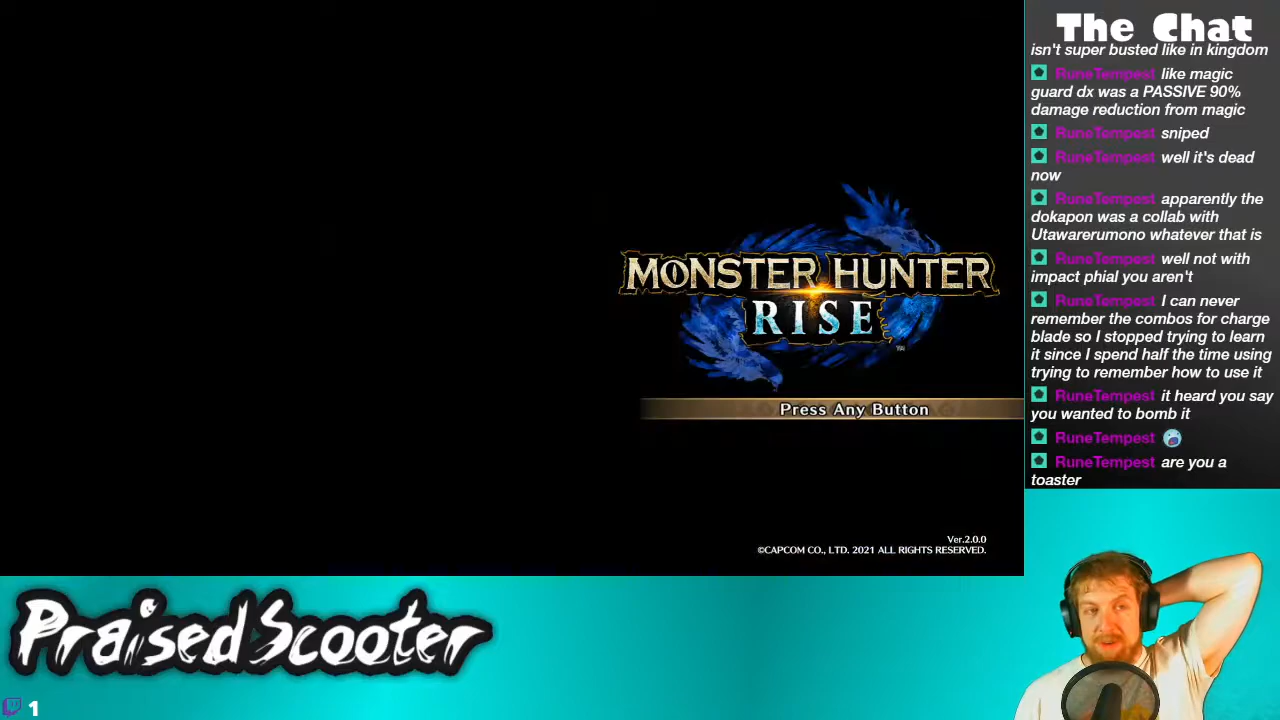 The Chat
isn't super busted like in kingdom
RuneTempest like magic
guard dx was a PASSIVE 90%
damage reduction from magic
RuneTempest sniped
RuneTempest well it's dead
now
RuneTempest apparently the
dokapon was a collab with
Utawarerumono whatever that is
RuneTempest well not with
impact phial you aren't
RuneTempest I can never
remember the combos for charge
blade so I stopped trying to learn
it since I spend half the time using
trying to remember how to use it
RuneTempest it heard you say
you wanted to bomb it
RuneTempest
RuneTempest are you a
toaster
MONSTER HUNTER
RISE
TM
Press Any Button
Ver.2.0.0
©CAPCOM CO., LTD. 2021 ALL RIGHTS RESERVED.
Praised Scooter
1